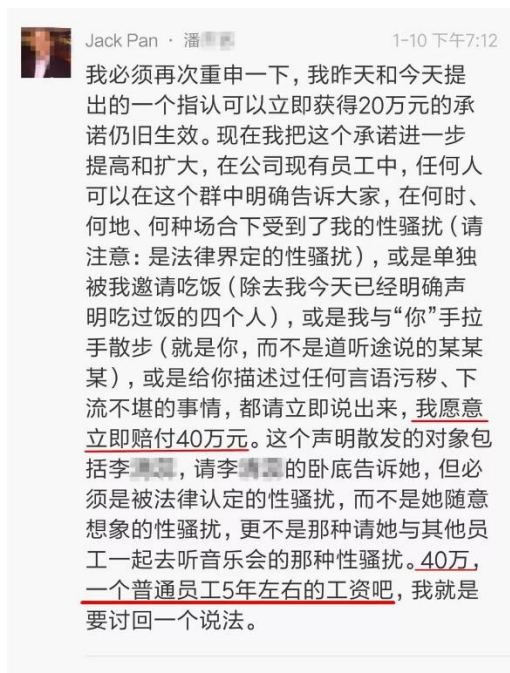 Jack Pan · 潘
1-10 下午7:12
我必须再次重申一下，我昨天和今天提
出的一个指认可以立即获得20万元的承
诺仍旧生效。现在我把这个承诺进一步
提高和扩大，在公司现有员工中，任何人
可以在这个群中明确告诉大家，在何时、
何地、何种场合下受到了我的性骚扰（请
注意：是法律界定的性骚扰），或是单独
被我邀请吃饭（除去我今天已经明确声
明吃过饭的四个人），或是我与“你”手拉
手散步（就是你，而不是道听途说的某某
某），或是给你描述过任何言语污秽、下
流不堪的事情，都请立即说出来，我愿意
立即赔付40万元。这个声明散发的对象包
括李，请李的卧底告诉她，但必
须是被法律认定的性骚扰，而不是她随意
想象的性骚扰，更不是那种请她与其他员
工一起去听音乐会的那种性骚扰。40万，
一个普通员工5年左右的工资吧，我就是
要讨回一个说法。